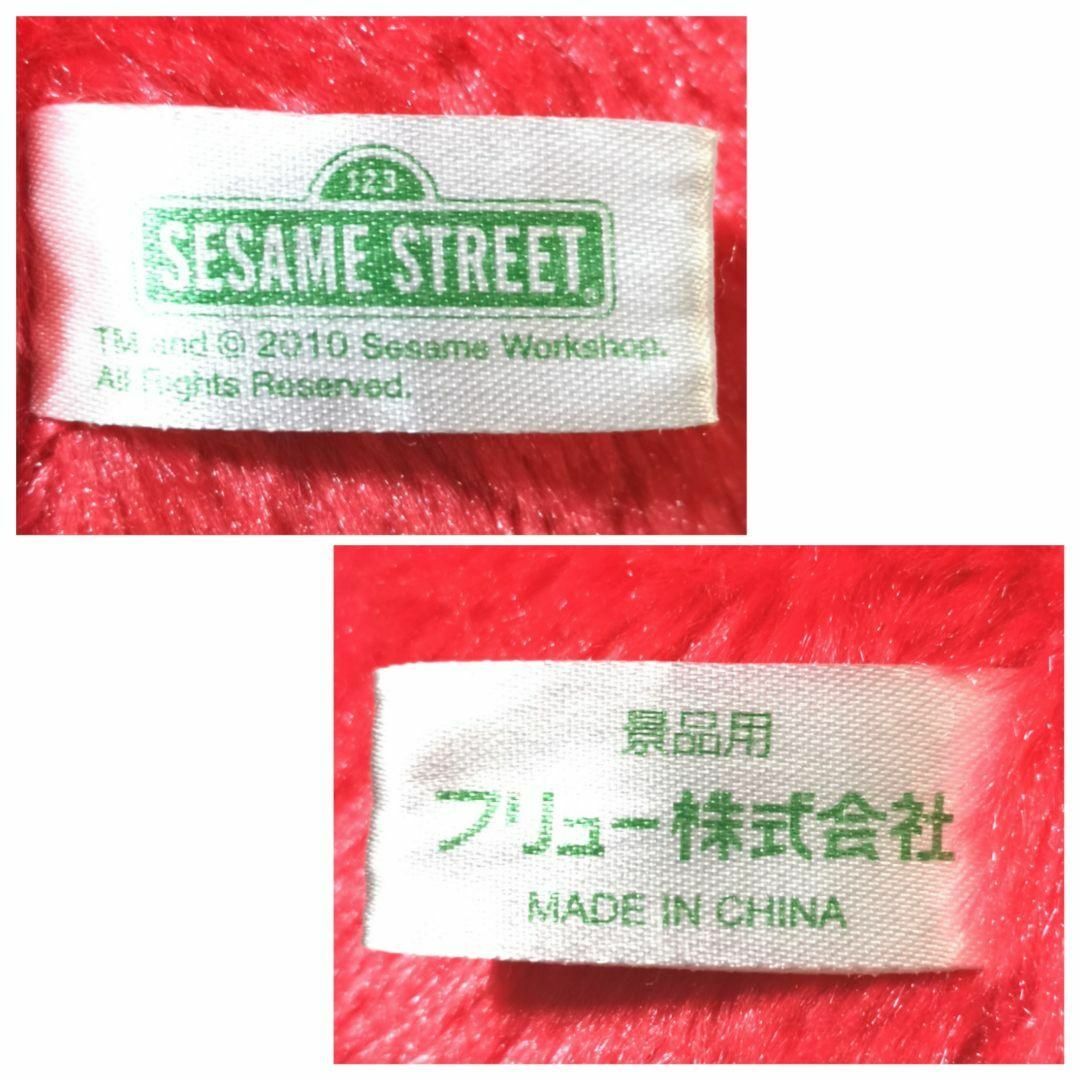 123
SESAME STREET®
TM and © 2010 Sesame Workshop.
All Rights Reserved.
景品用
フリュー株式会社
MADE IN CHINA